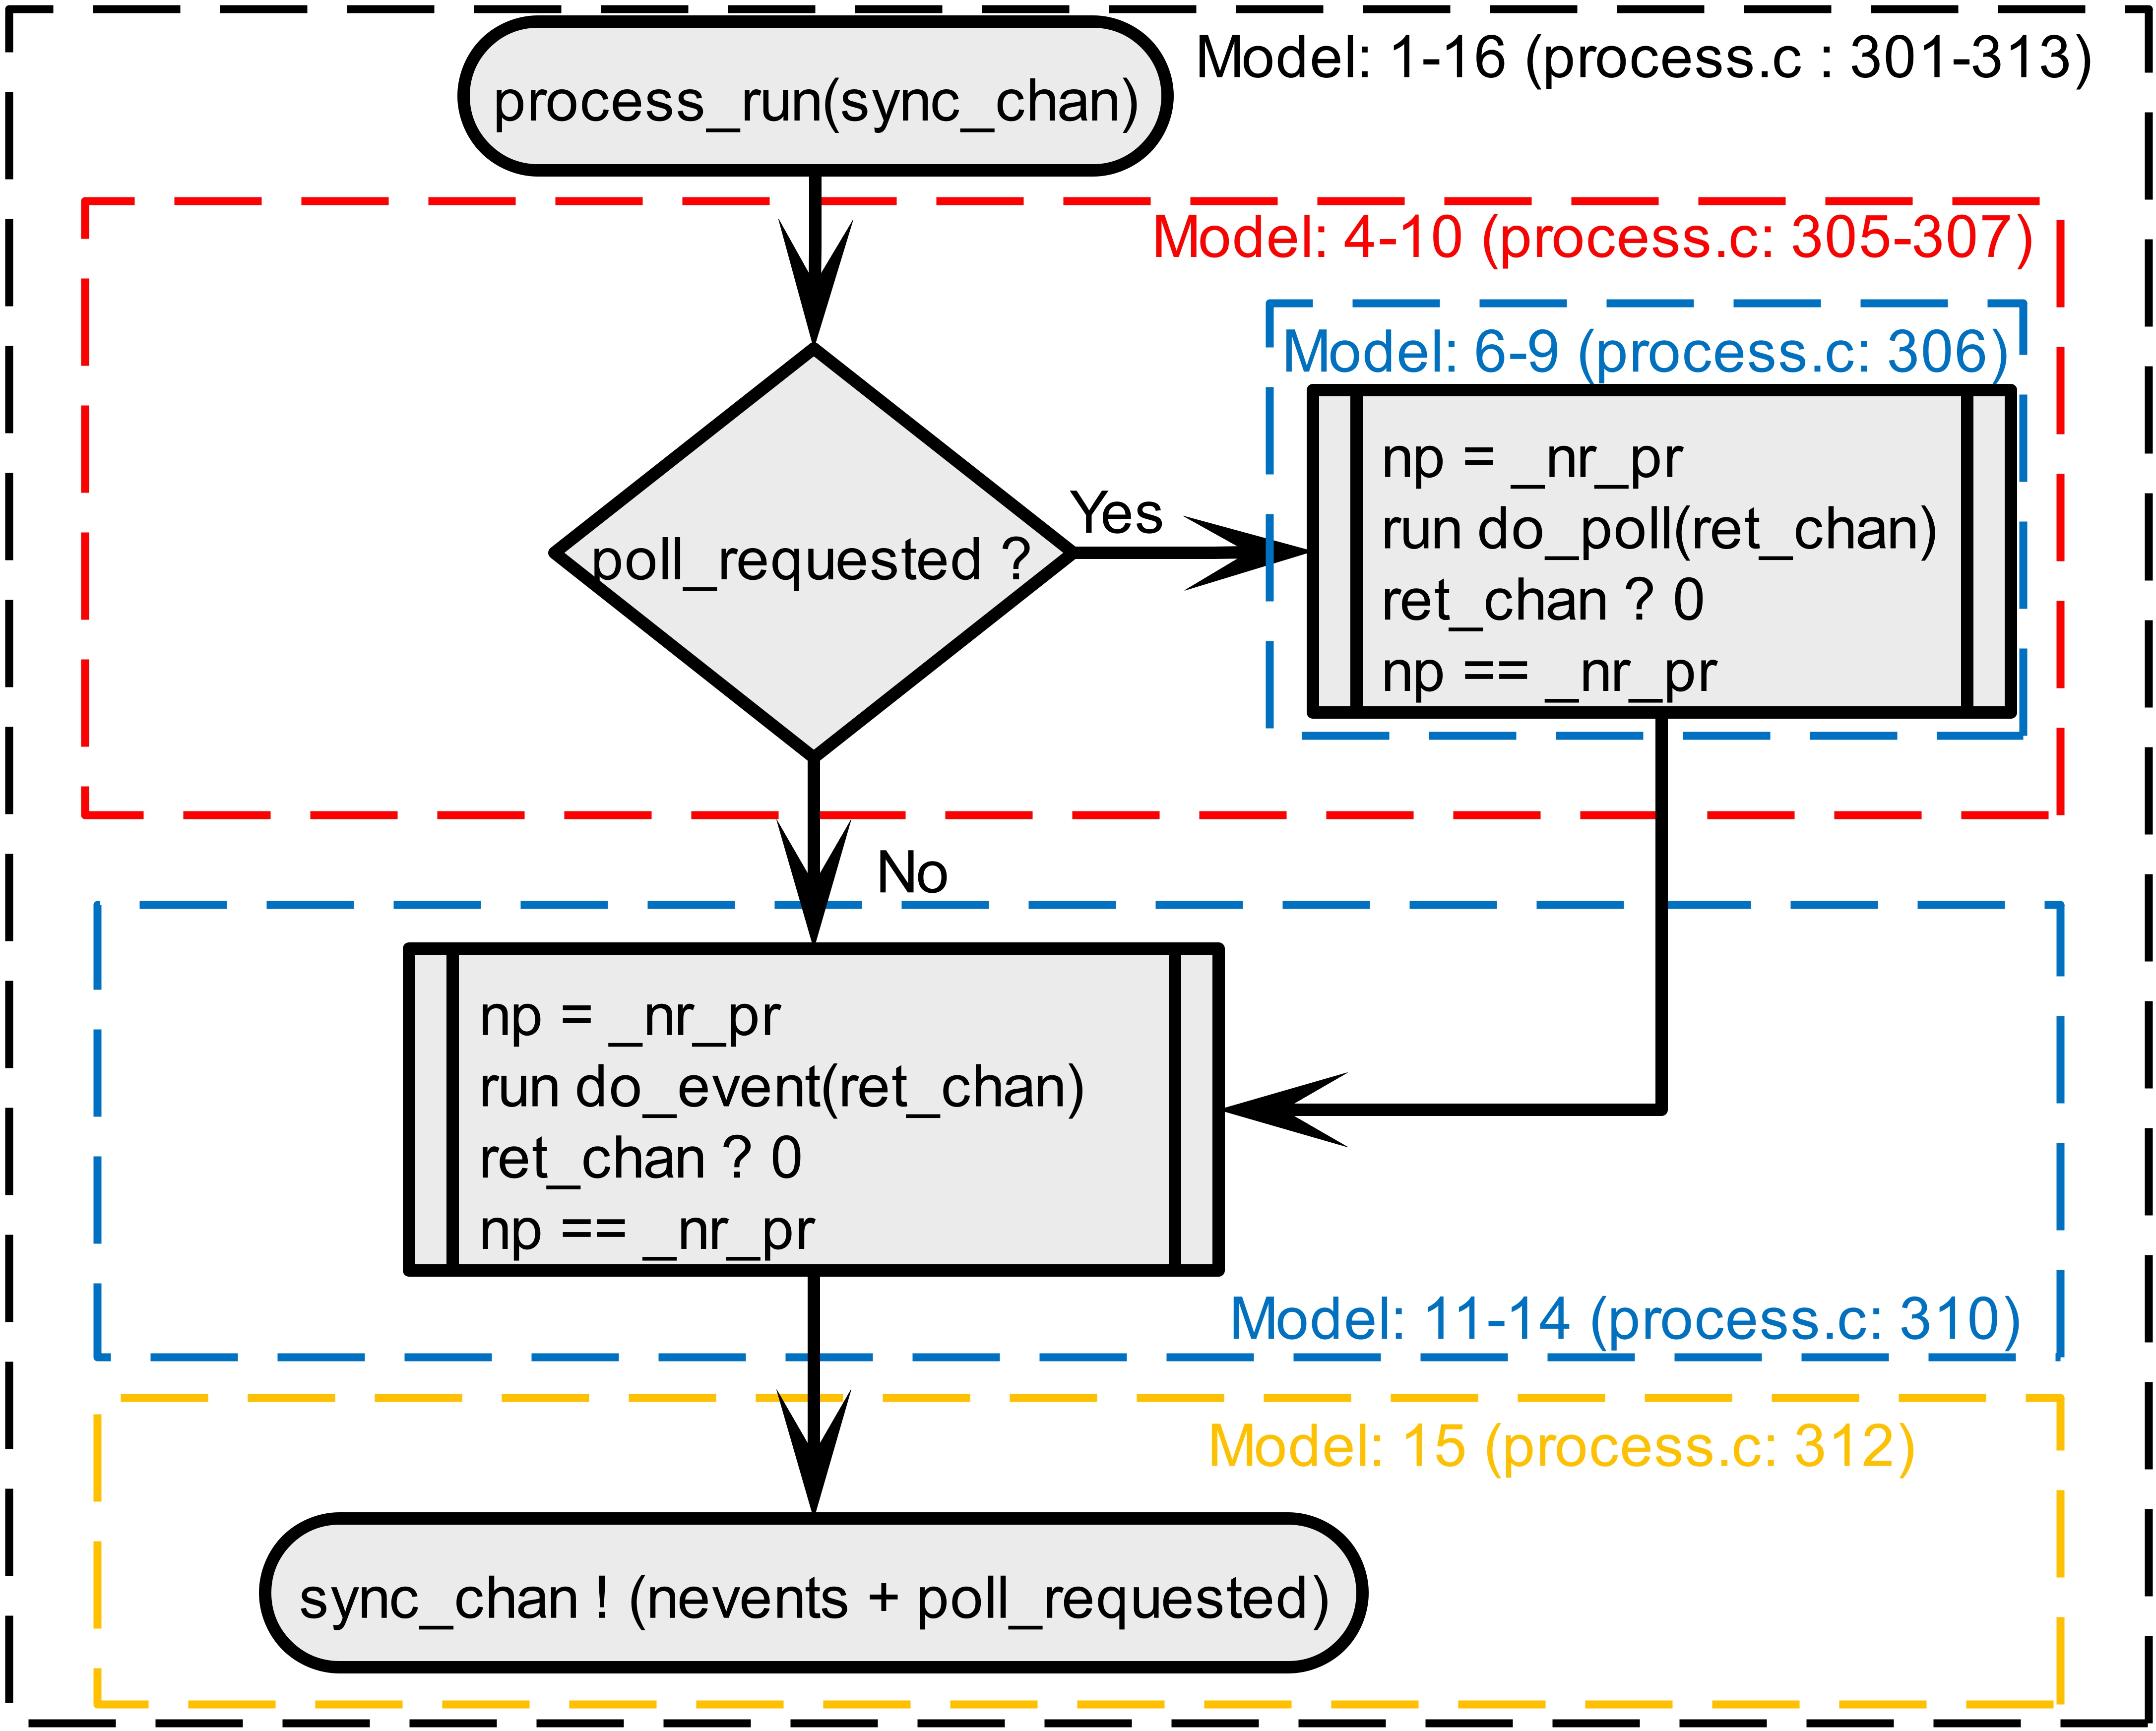 Model: 1-16 (process.c : 301-313)
process_run(sync_chan)
Model: 4-10 (process.c: 305-307)
Model: 6-9 (process.c: 306)
poll_requested ?
Yes
np = _nr_pr
run do_poll(ret_chan)
ret_chan ? 0
np == _nr_pr
No
np = _nr_pr
run do_event(ret_chan)
ret_chan ? 0
np == _nr_pr
Model: 11-14 (process.c: 310)
Model: 15 (process.c: 312)
sync_chan ! (nevents + poll_requested)